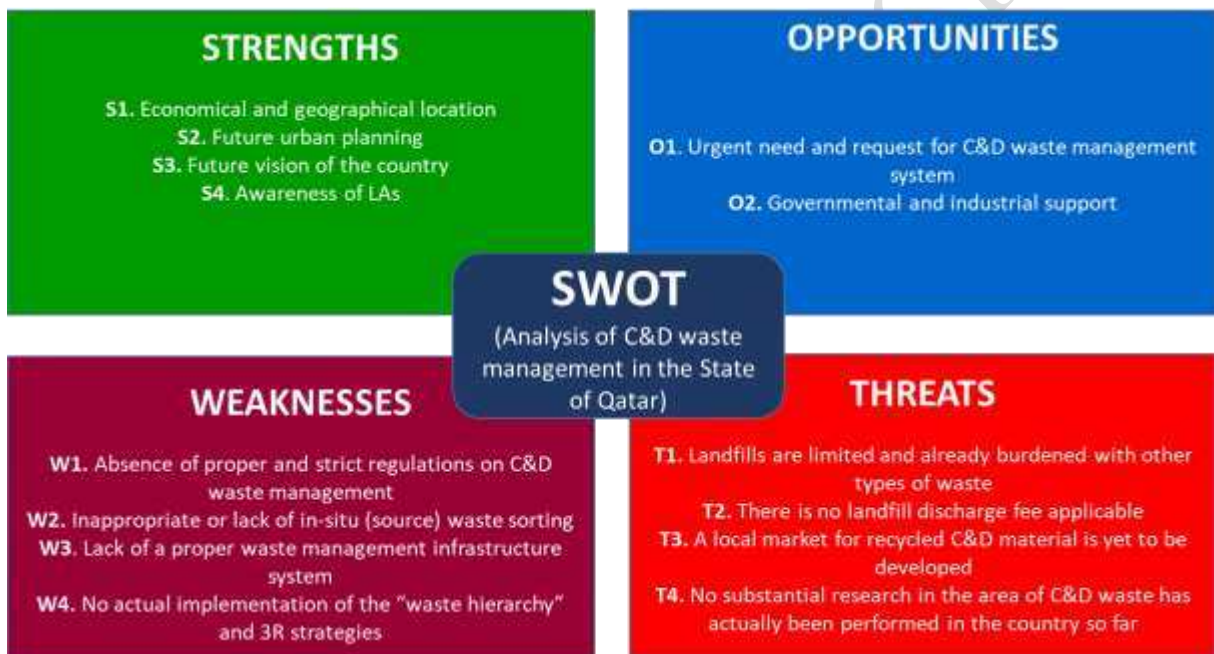 STRENGTHS
S1. Economical and geographical location
S2. Future urban planning
S3. Future vision of the country
S4. Awareness of LAs
OPPORTUNITIES
O1. Urgent need and request for C&D waste management
system
O2. Governmental and industrial support
SWOT
(Analysis of C&D waste
management in the State
of Qatar)
WEAKNESSES
W1. Absence of proper and strict regulations on C&D
waste management
W2. Inappropriate or lack of in-situ (source) waste sorting
W3. Lack of a proper waste management infrastructure
system
W4. No actual implementation of the “waste hierarchy”
and 3R strategies
THREATS
T1. Landfills are limited and already burdened with other
types of waste
T2. There is no landfill discharge fee applicable
T3. A local market for recycled C&D material is yet to be
developed
T4. No substantial research in the area of C&D waste has
actually been performed in the country so far